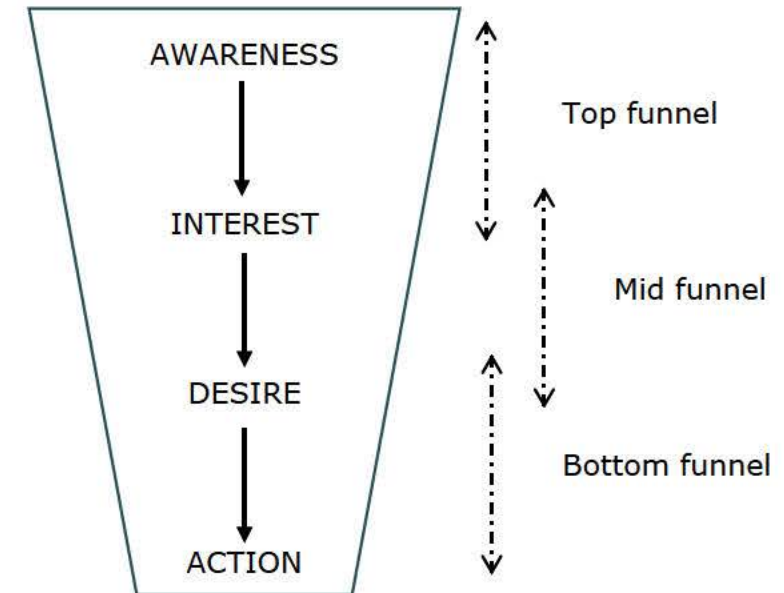 AWARENESS
Top funnel
INTEREST
Mid funnel
DESIRE
Bottom funnel
ACTION